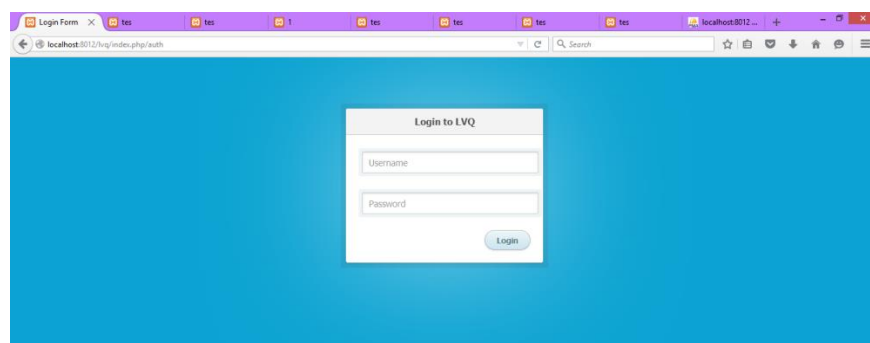 Login Form
tes
tes
1
tes
tes
tes
tes
localhost:8012 ...
localhost:8012/lvq/index.php/auth
Search
Login to LVQ
Username
Password
Login